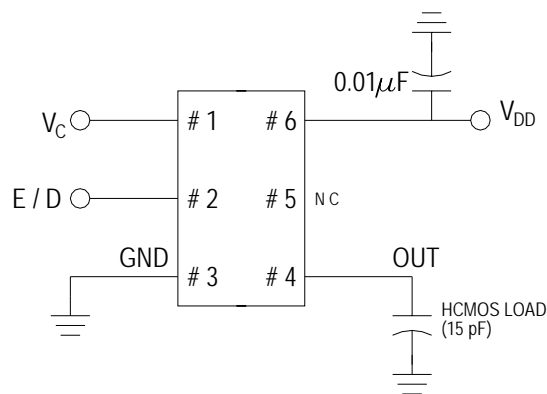 0.01µF
V_C
# 1
# 6
V_DD
E / D
# 2
# 5
N C
GND
# 3
# 4
OUT
HCMOS LOAD
(15 pF)